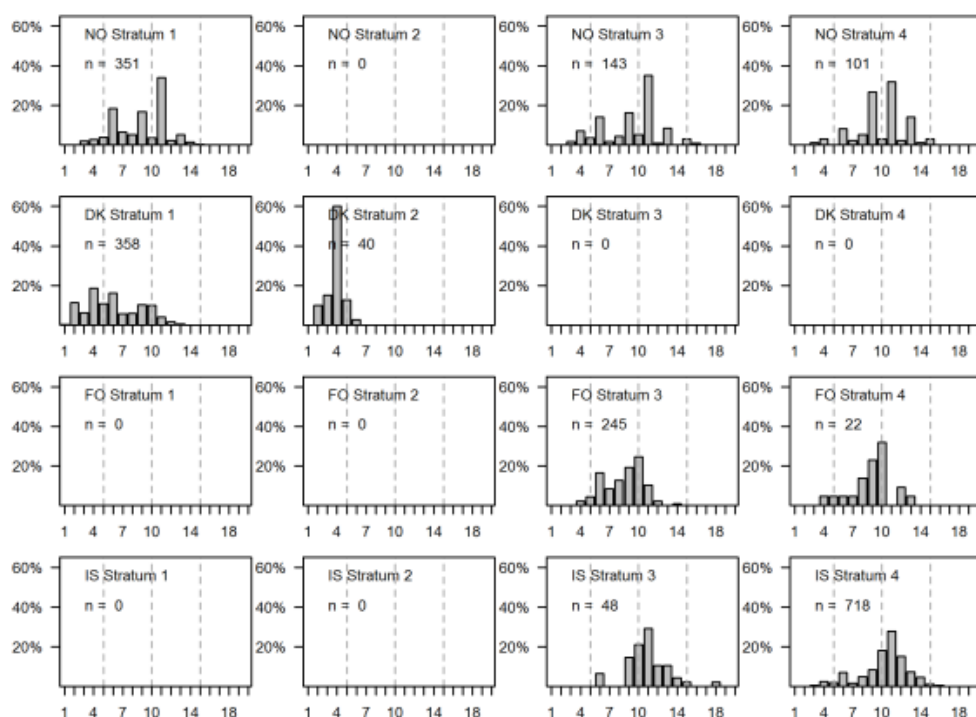 60% 60% 60% 60%
NO Stratum 1 NO Stratum 2 NO Stratum 3 NO Stratum 4
n = 351 n = 0 n = 143 n = 101
40% 40% 40% 40%
20% 20% 20% 20%
1 4 7 10 14 18 1 4 7 10 14 18 1 4 7 10 14 18 1 4 7 10 14 18
60% 60% 60% 60%
DK Stratum 1 DK Stratum 2 DK Stratum 3 DK Stratum 4
n = 358 n = 40 n = 0 n = 0
40% 40% 40% 40%
20% 20% 20% 20%
1 4 7 10 14 18 1 4 7 10 14 18 1 4 7 10 14 18 1 4 7 10 14 18
60% 60% 60% 60%
FO Stratum 1 FO Stratum 2 FO Stratum 3 FO Stratum 4
n = 0 n = 0 n = 245 n = 22
40% 40% 40% 40%
20% 20% 20% 20%
1 4 7 10 14 18 1 4 7 10 14 18 1 4 7 10 14 18 1 4 7 10 14 18
60% 60% 60% 60%
IS Stratum 1 IS Stratum 2 IS Stratum 3 IS Stratum 4
n = 0 n = 0 n = 48 n = 718
40% 40% 40% 40%
20% 20% 20% 20%
1 4 7 10 14 18 1 4 7 10 14 18 1 4 7 10 14 18 1 4 7 10 14 18